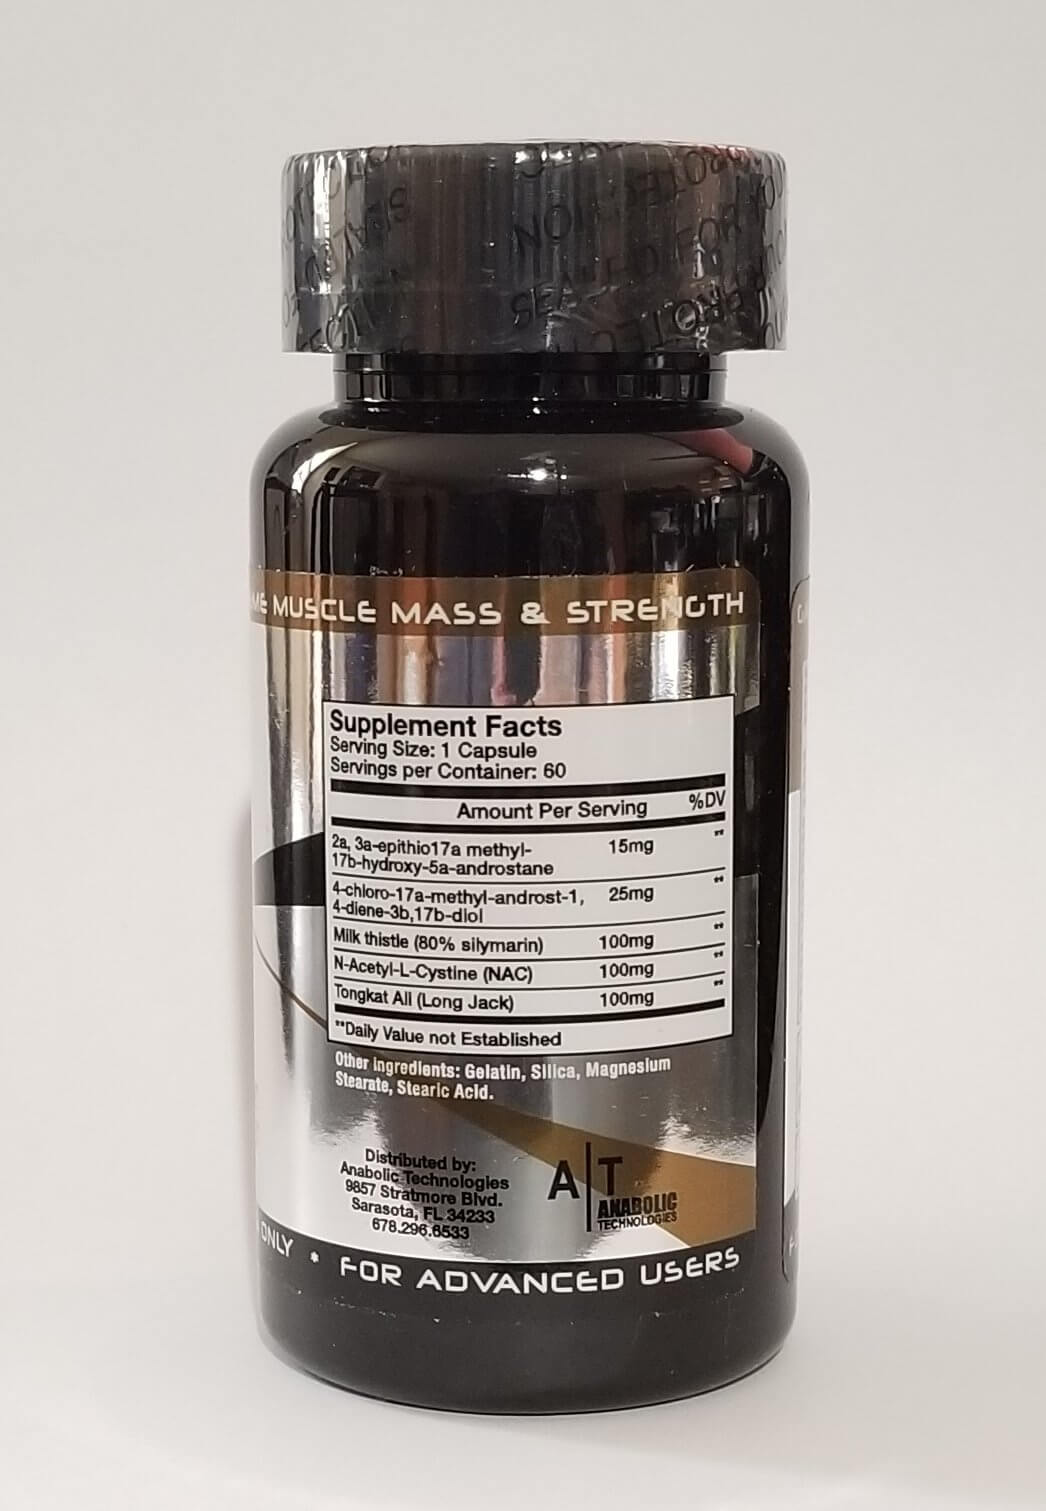 SEALED FOR
MUSCLE MASS & STRENGTH
Supplement Facts
Serving Size: 1 Capsule
Servings per Container: 60
Amount Per Serving %DV
2a, 3a-epithio17a methyl- 15mg **
17b-hydroxy-5a-androstane
4-chloro-17a-methyl-androst-1, 25mg **
4-diene-3b,17b-diol
Milk thistle (80% silymarin) 100mg **
N-Acetyl-L-Cystine (NAC) 100mg **
Tongkat Ali (Long Jack) 100mg **
**Daily Value not Established
Other ingredients: Gelatin, Silica, Magnesium
Stearate, Stearic Acid.
Distributed by:
Anabolic Technologies
9857 Stratmore Blvd.
Sarasota, FL 34233
678.296.6533
A|T
ANABOLIC
TECHNOLOGIES
ONLY * FOR ADVANCED USERS